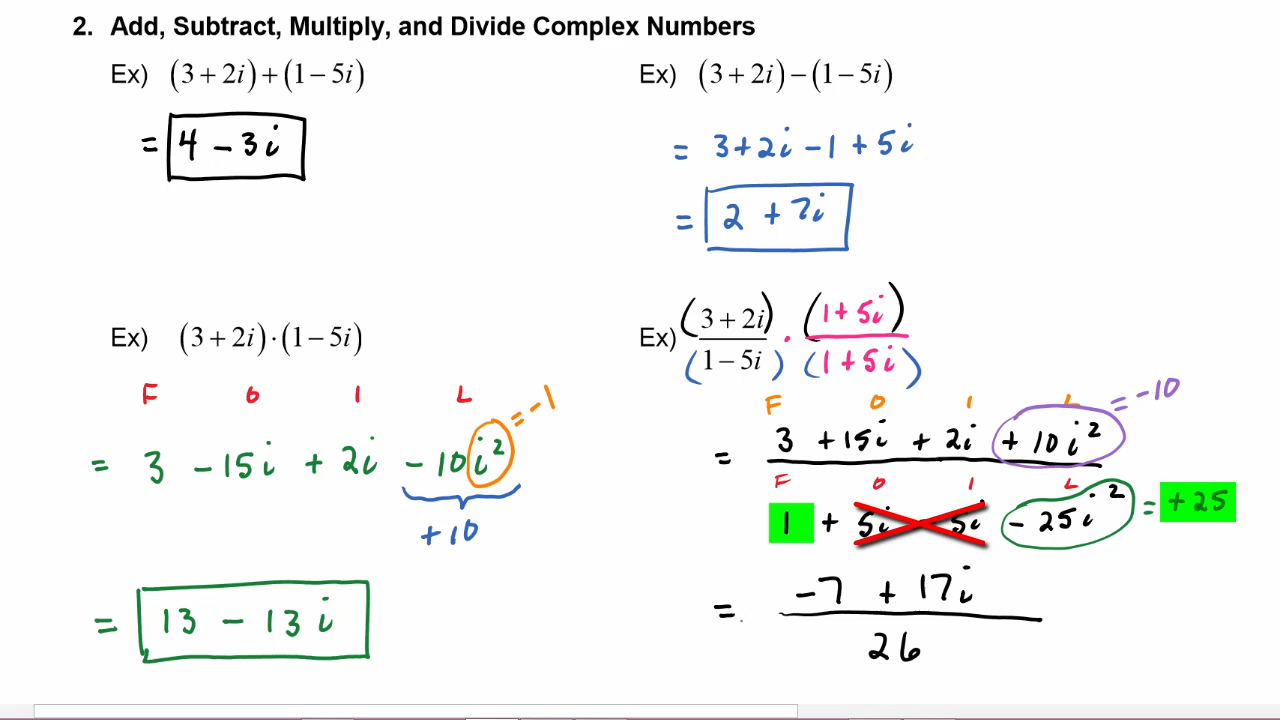 2. Add, Subtract, Multiply, and Divide Complex Numbers
Ex) (3 + 2i) + (1 − 5i)
= 4 − 3i
Ex) (3 + 2i) − (1 − 5i)
= 3 + 2i − 1 + 5i
= 2 + 7i
Ex) (3 + 2i) · (1 − 5i)
F O I L
= −1
= 3 − 15i + 2i − 10i²
+10
= 13 − 13i
Ex) (3 + 2i) · (1 + 5i)
(1 − 5i) (1 + 5i)
F O I L = −10
= 3 + 15i + 2i + 10i²
F O I L
1 + 5i − 5i − 25i² = +25
= −7 + 17i
26